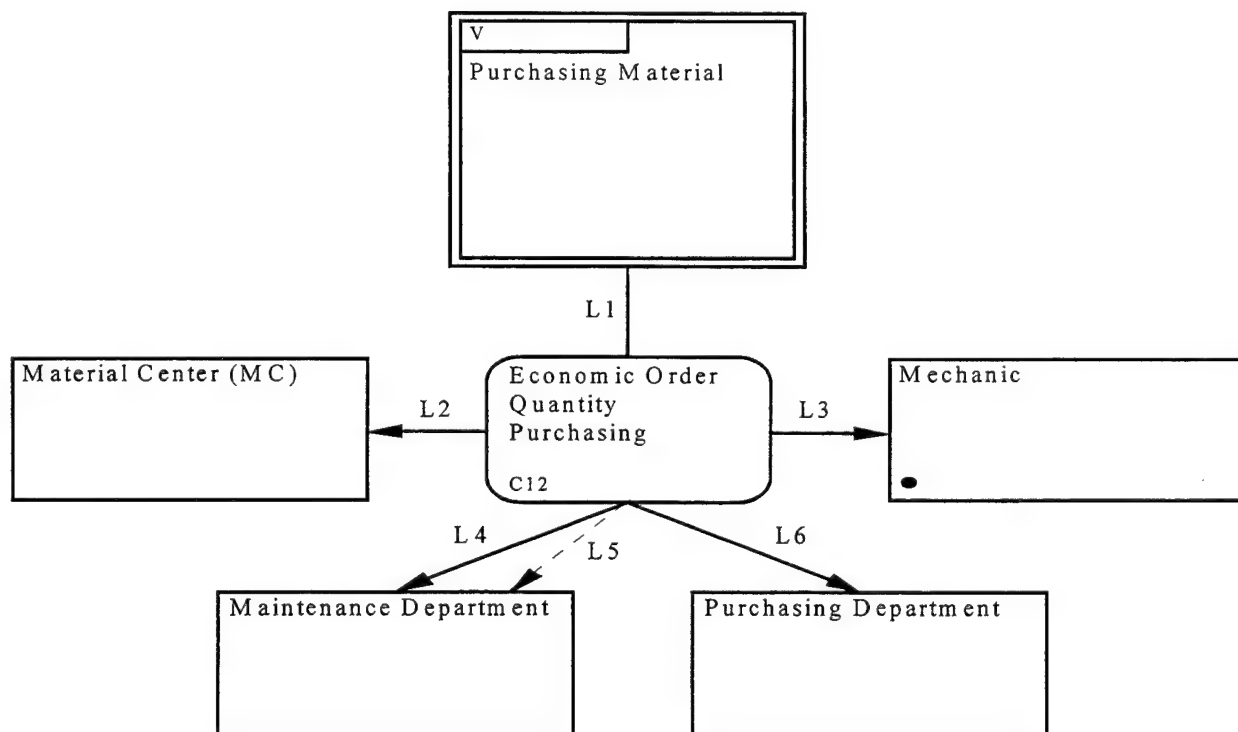 V
Purchasing Material
L1
Material Center (MC)
L2
Economic Order
Quantity
Purchasing
C12
L3
Mechanic
L4
L5
L6
Maintenance Department
Purchasing Department